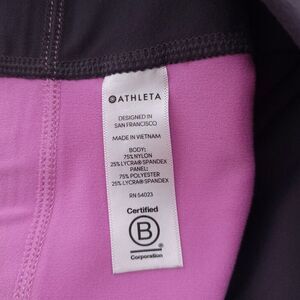 ATHLETA
DESIGNED IN
SAN FRANCISCO
MADE IN VIETNAM
BODY:
75% NYLON
25% LYCRA® SPANDEX
PANEL:
75% POLYESTER
25% LYCRA® SPANDEX
RN 54023
Certified
B
Corporation